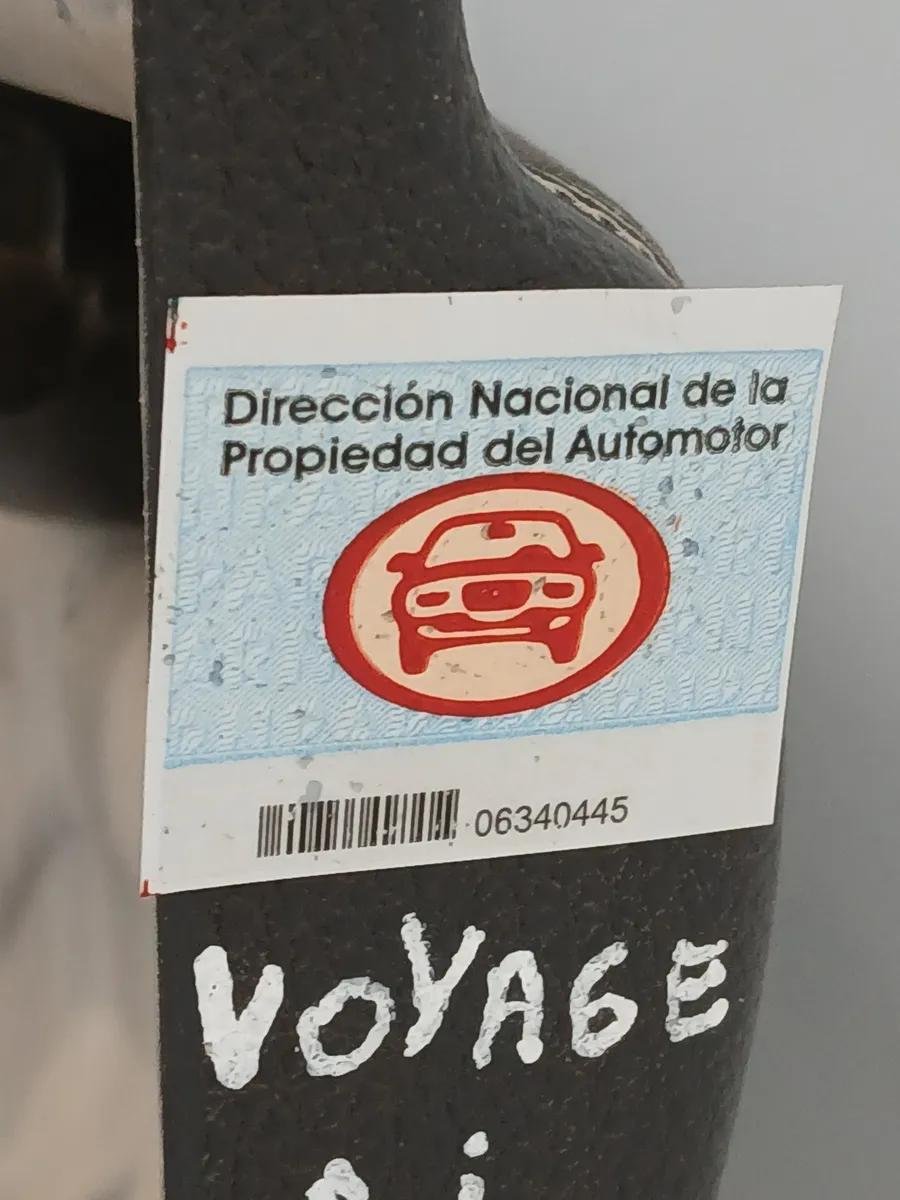 Dirección Nacional de la
Propiedad del Automotor
06340445
VOYAGE